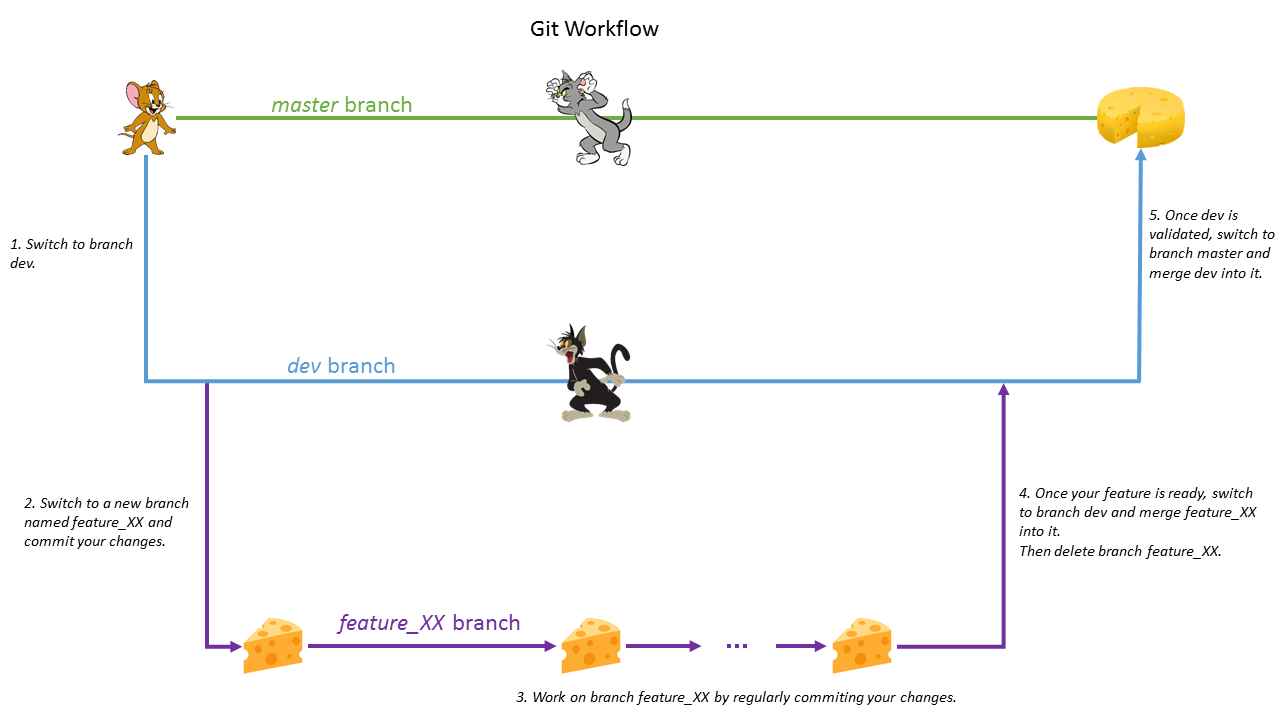 Git Workflow
master branch
1. Switch to branch
dev.
5. Once dev is
validated, switch to
branch master and
merge dev into it.
dev branch
2. Switch to a new branch
named feature_XX and
commit your changes.
4. Once your feature is ready, switch
to branch dev and merge feature_XX
into it.
Then delete branch feature_XX.
feature_XX branch
...
3. Work on branch feature_XX by regularly commiting your changes.